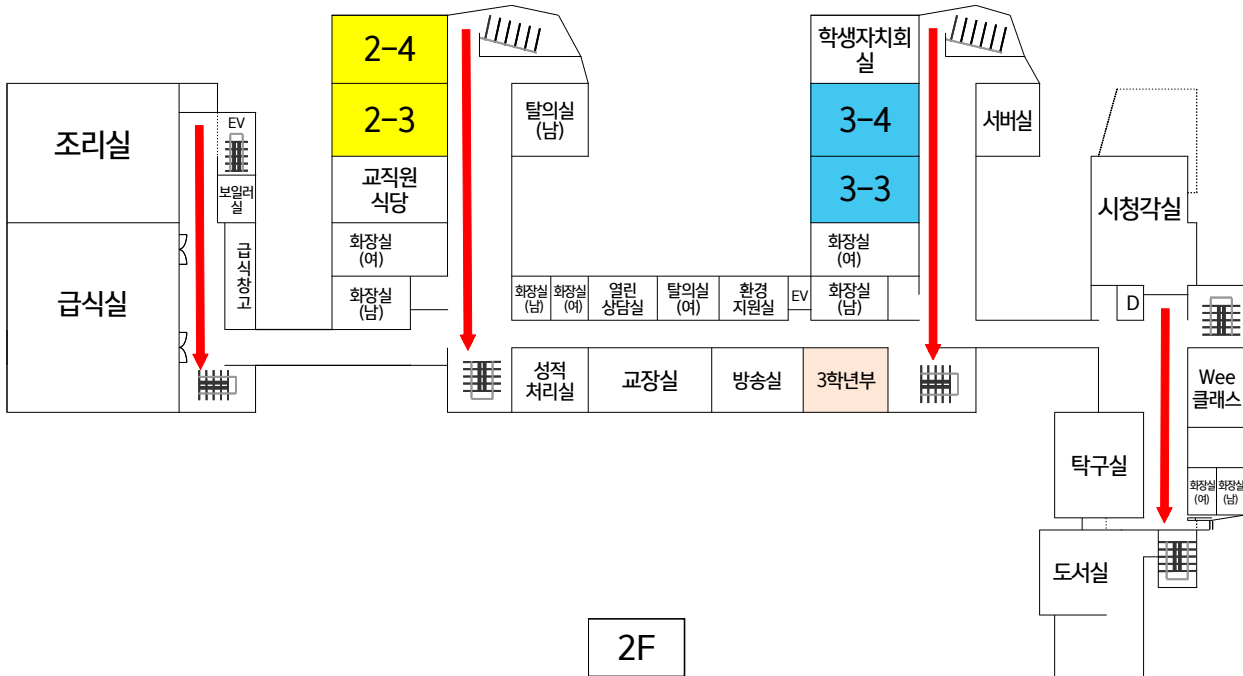 2-4
2-3
교직원
식당
화장실
(여)
화장실
(남)
조리실
급식실
EV
보일러
실
급식창고
탈의실
(남)
화장실
(남)
화장실
(여)
열린
상담실
탈의실
(여)
환경
지원실
EV
학생자치회
실
3-4
3-3
화장실
(여)
화장실
(남)
서버실
시청각실
D
성적
처리실
교장실
방송실
3학년부
Wee
클래스
탁구실
화장실
(여)
화장실
(남)
도서실
2F